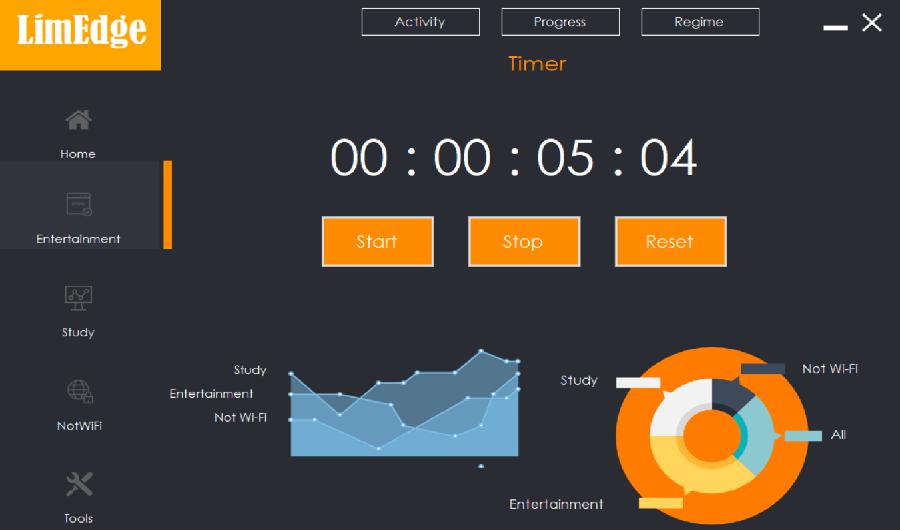 LimEdge
Activity
Progress
Regime
Timer
00 : 00 : 05 : 04
Start
Stop
Reset
Home
Entertainment
Study
NotWiFi
Tools
Study
Entertainment
Not WI-FI
Study
Not WI-FI
All
Entertainment